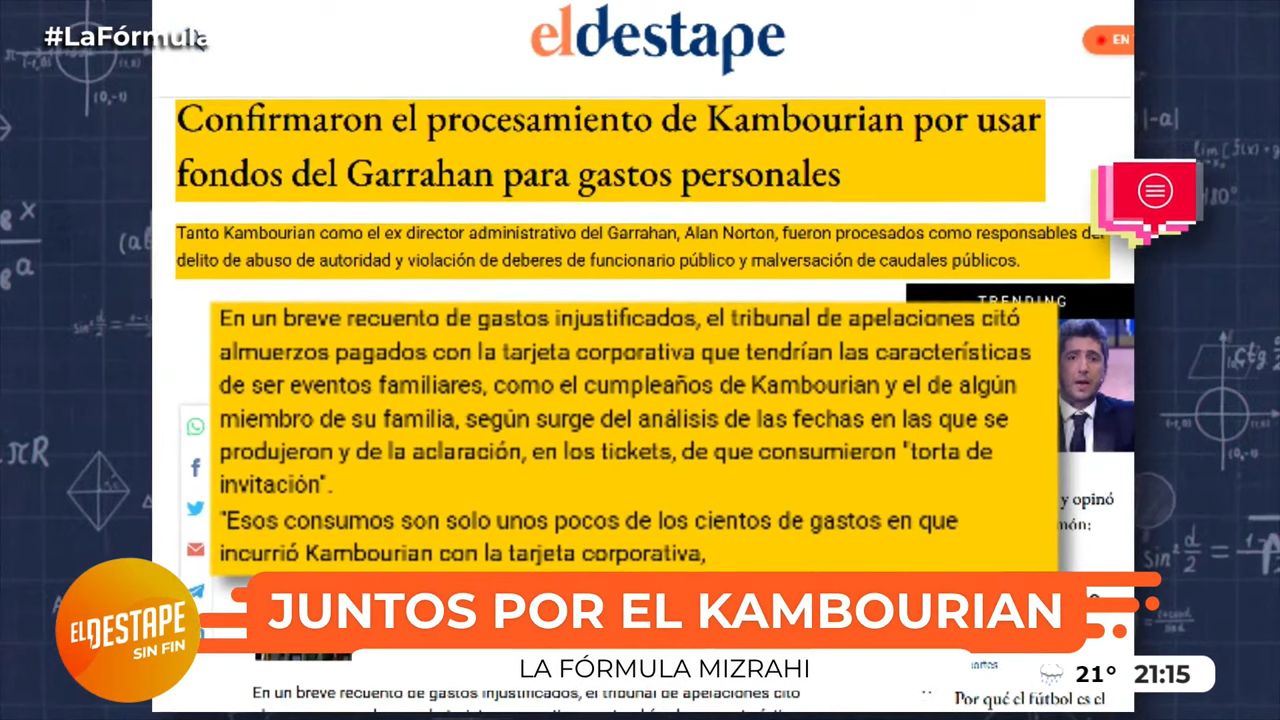 #LaFórmula
eldestape
EN
Confirmaron el procesamiento de Kambourian por usar
fondos del Garrahan para gastos personales
Tanto Kambourian como el ex director administrativo del Garrahan, Alan Norton, fueron procesados como responsables del
delito de abuso de autoridad y violación de deberes de funcionario público y malversación de caudales públicos.
TRENDING
En un breve recuento de gastos injustificados, el tribunal de apelaciones citó
almuerzos pagados con la tarjeta corporativa que tendrían las características
de ser eventos familiares, como el cumpleaños de Kambourian y el de algún
miembro de su familia, según surge del análisis de las fechas en las que se
produjeron y de la aclaración, en los tickets, de que consumieron "torta de
invitación".
"Esos consumos son solo unos pocos de los cientos de gastos en que
incurrió Kambourian con la tarjeta corporativa,
y opinó
EL DESTAPE
SIN FIN
JUNTOS POR EL KAMBOURIAN
LA FÓRMULA MIZRAHI
21° 21:15
En un breve recuento de gastos injustificados, el tribunal de apelaciones citó
Por qué el fútbol es el